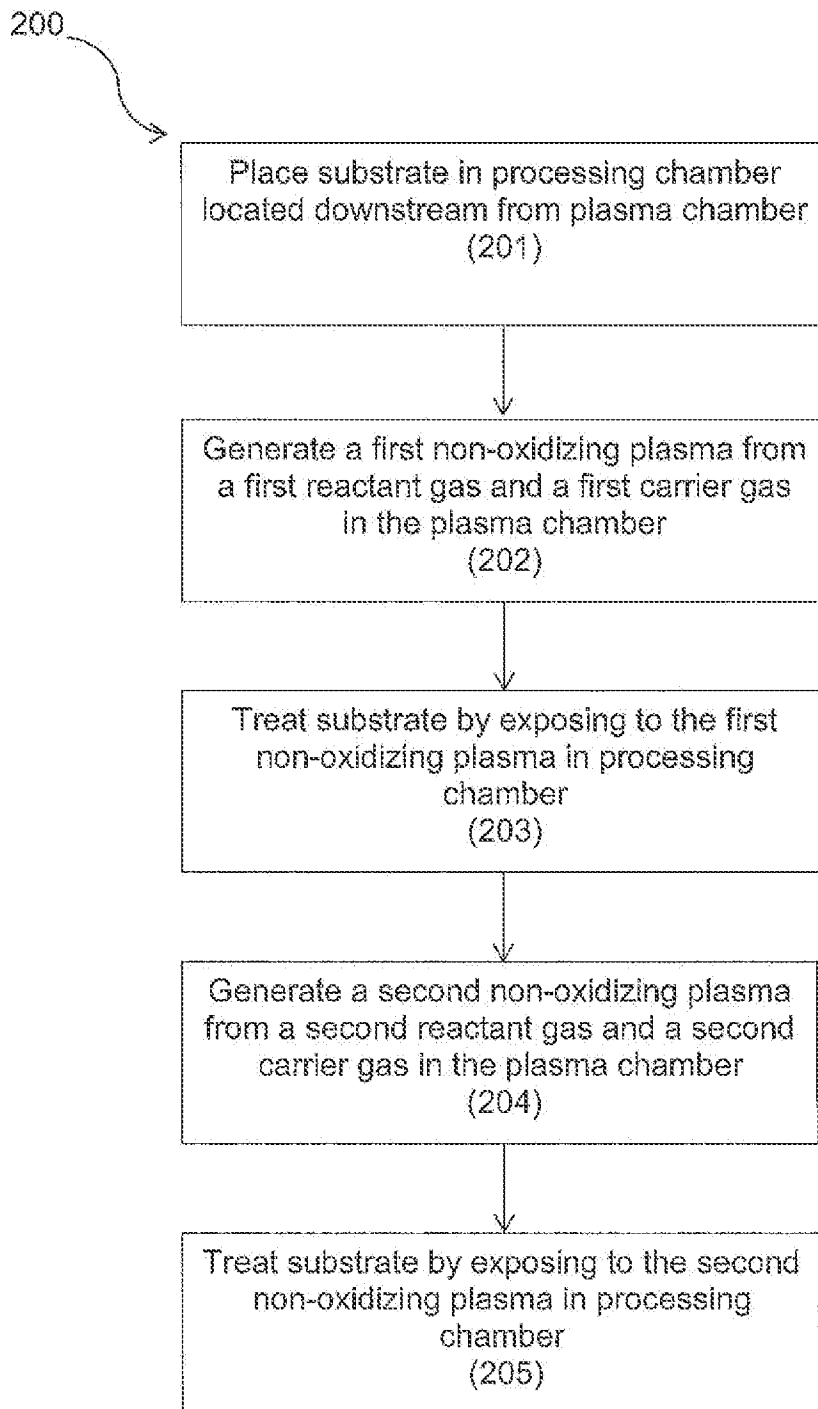 200
Place substrate in processing chamber
located downstream from plasma chamber
(201)
Generate a first non-oxidizing plasma from
a first reactant gas and a first carrier gas
in the plasma chamber
(202)
Treat substrate by exposing to the first
non-oxidizing plasma in processing
chamber
(203)
Generate a second non-oxidizing plasma
from a second reactant gas and a second
carrier gas in the plasma chamber
(204)
Treat substrate by exposing to the second
non-oxidizing plasma in processing
chamber
(205)